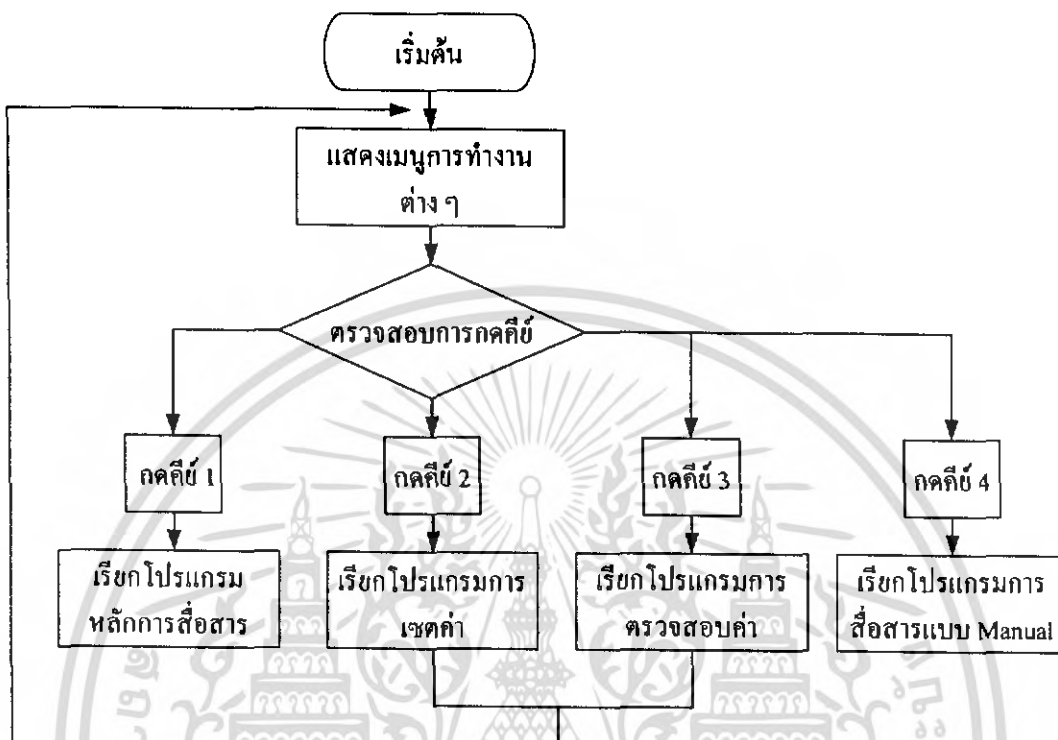 เริ่มต้น
แสดงเมนูการทำงาน
ต่าง ๆ
ตรวจสอบการกดคีย์
กดคีย์ 1
กดคีย์ 2
กดคีย์ 3
กดคีย์ 4
เรียกโปรแกรม
หลักการสื่อสาร
เรียกโปรแกรมการ
เซตค่า
เรียกโปรแกรมการ
ตรวจสอบค่า
เรียกโปรแกรมการ
สื่อสารแบบ Manual